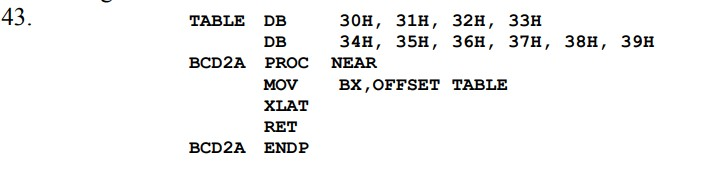 43.
TABLE DB 30H, 31H, 32H, 33H
DB 34H, 35H, 36H, 37H, 38H, 39H
BCD2A PROC NEAR
MOV BX,OFFSET TABLE
XLAT
RET
BCD2A ENDP